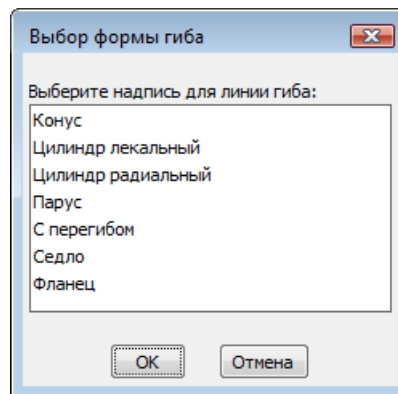 Выбор формы гиба
Выберите надпись для линии гиба:
Конус
Цилиндр лекальный
Цилиндр радиальный
Парус
С перегибом
Седло
Фланец
OK
Отмена